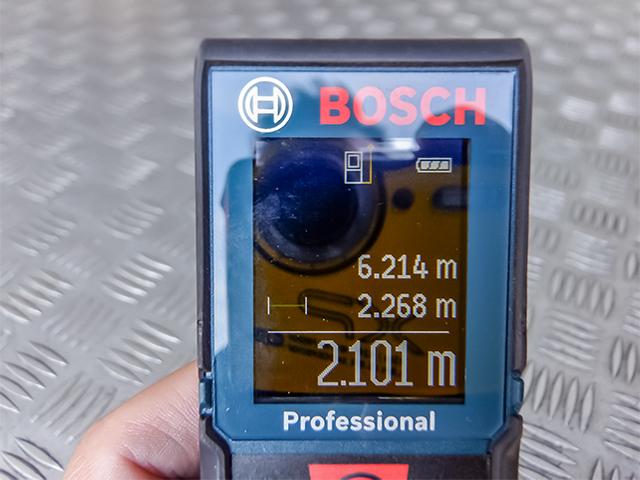 BOSCH
6.214 m
2.268 m
2.101 m
Professional